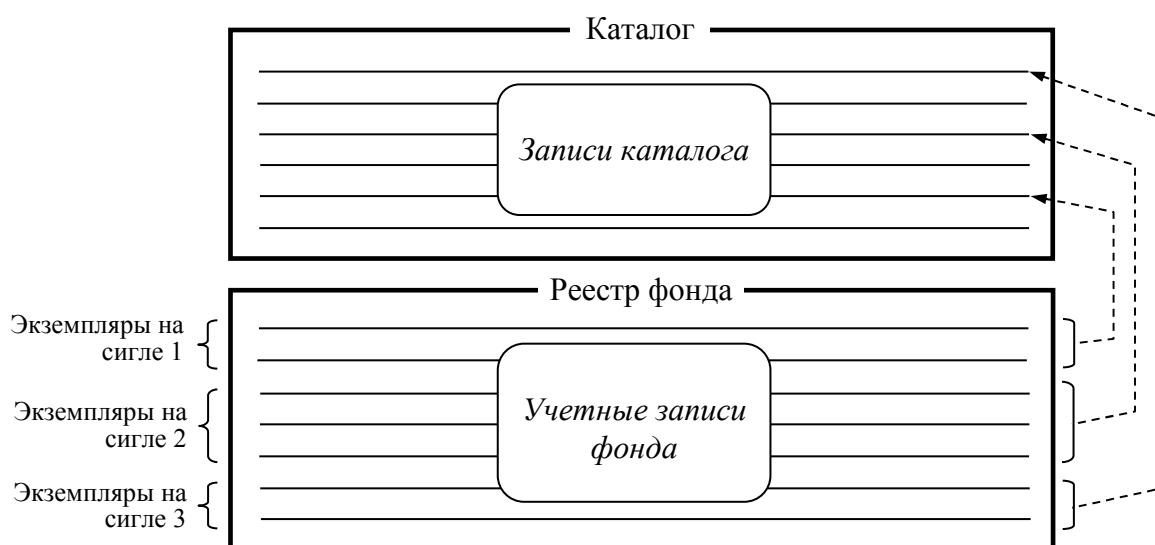 Каталог
Записи каталога
Реестр фонда
Экземпляры на
сигле 1
Экземпляры на
сигле 2
Учетные записи
фонда
Экземпляры на
сигле 3